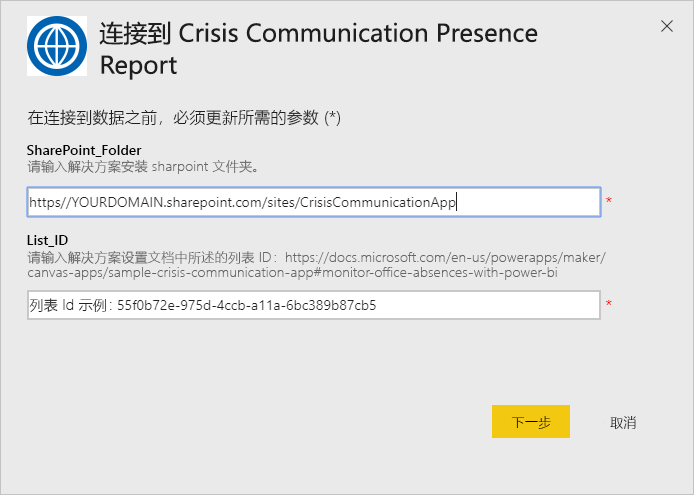 连接到 Crisis Communication Presence
Report
在连接到数据之前，必须更新所需的参数 (*)
SharePoint_Folder
请输入解决方案安装 sharpoint 文件夹。
https//YOURDOMAIN.sharepoint.com/sites/CrisisCommunicationApp *
List_ID
请输入解决方案设置文档中所述的列表 ID：https://docs.microsoft.com/en-us/powerapps/maker/
canvas-apps/sample-crisis-communication-app#monitor-office-absences-with-power-bi
列表 Id 示例：55f0b72e-975d-4ccb-a11a-6bc389b87cb5 *
下一步 取消